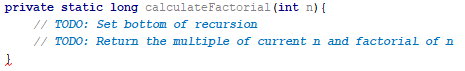 private static long calculateFactorial(int n){
// TODO: Set bottom of recursion
// TODO: Return the multiple of current n and factorial of n
}